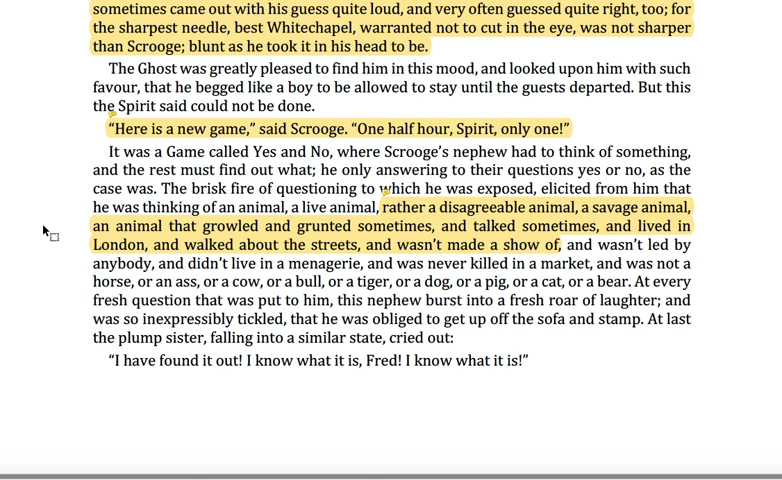 sometimes came out with his guess quite loud, and very often guessed quite right, too; for
the sharpest needle, best Whitechapel, warranted not to cut in the eye, was not sharper
than Scrooge; blunt as he took it in his head to be.
The Ghost was greatly pleased to find him in this mood, and looked upon him with such
favour, that he begged like a boy to be allowed to stay until the guests departed. But this
the Spirit said could not be done.
“Here is a new game,” said Scrooge. “One half hour, Spirit, only one!”
It was a Game called Yes and No, where Scrooge’s nephew had to think of something,
and the rest must find out what; he only answering to their questions yes or no, as the
case was. The brisk fire of questioning to which he was exposed, elicited from him that
he was thinking of an animal, a live animal, rather a disagreeable animal, a savage animal,
an animal that growled and grunted sometimes, and talked sometimes, and lived in
London, and walked about the streets, and wasn’t made a show of, and wasn’t led by
anybody, and didn’t live in a menagerie, and was never killed in a market, and was not a
horse, or an ass, or a cow, or a bull, or a tiger, or a dog, or a pig, or a cat, or a bear. At every
fresh question that was put to him, this nephew burst into a fresh roar of laughter; and
was so inexpressibly tickled, that he was obliged to get up off the sofa and stamp. At last
the plump sister, falling into a similar state, cried out:
“I have found it out! I know what it is, Fred! I know what it is!”